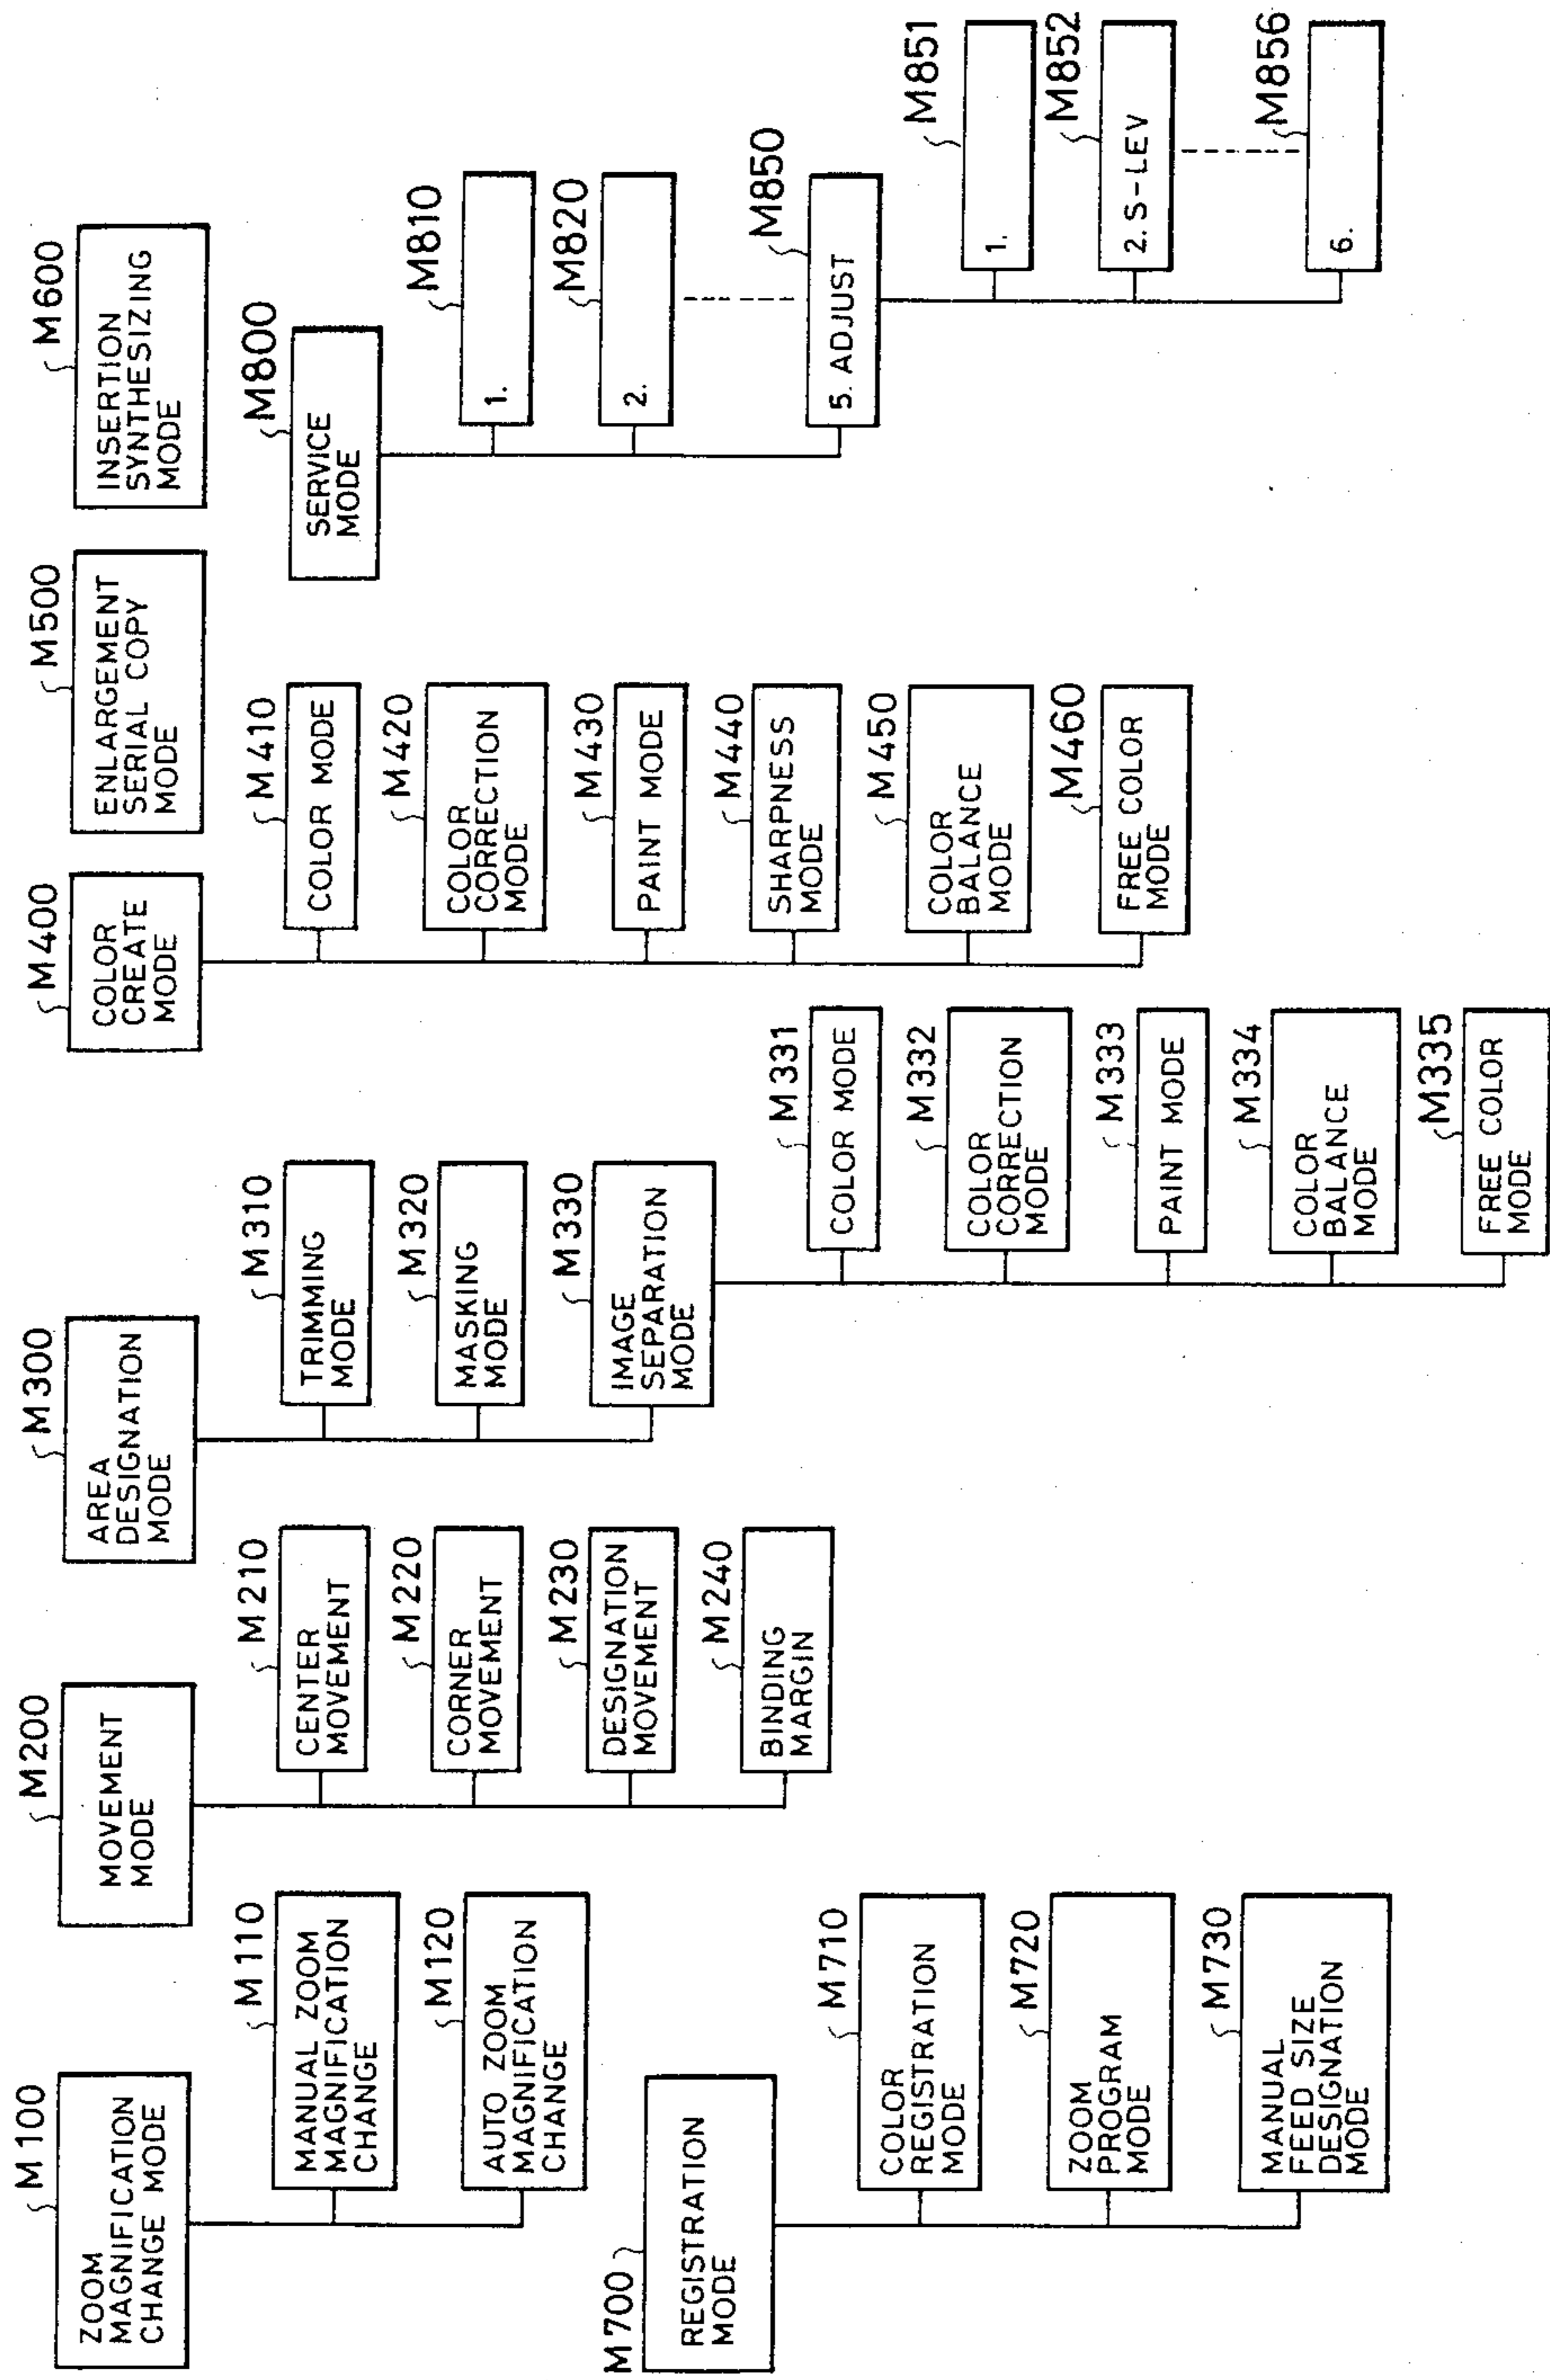 M100
ZOOM
MAGNIFICATION
CHANGE MODE
M110
MANUAL ZOOM
MAGNIFICATION
CHANGE
M120
AUTO ZOOM
MAGNIFICATION
CHANGE
M200
MOVEMENT
MODE
M210
CENTER
MOVEMENT
M220
CORNER
MOVEMENT
M230
DESIGNATION
MOVEMENT
M240
BINDING
MARGIN
M300
AREA
DESIGNATION
MODE
M310
TRIMMING
MODE
M320
MASKING
MODE
M330
IMAGE
SEPARATION
MODE
M331
COLOR MODE
M332
COLOR
CORRECTION
MODE
M333
PAINT MODE
M334
COLOR
BALANCE
MODE
M335
FREE COLOR
MODE
M400
COLOR
CREATE
MODE
M410
COLOR MODE
M420
COLOR
CORRECTION
MODE
M430
PAINT MODE
M440
SHARPNESS
MODE
M450
COLOR
BALANCE
MODE
M460
FREE COLOR
MODE
M500
ENLARGEMENT
SERIAL COPY
MODE
M600
INSERTION
SYNTHESIZING
MODE
M700
REGISTRATION
MODE
M710
COLOR
REGISTRATION
MODE
M720
ZOOM
PROGRAM
MODE
M730
MANUAL
FEED SIZE
DESIGNATION
MODE
M800
SERVICE
MODE
M810
1.
M820
2.
M850
5. ADJUST
M851
1.
M852
2. S-LEV
M856
6.